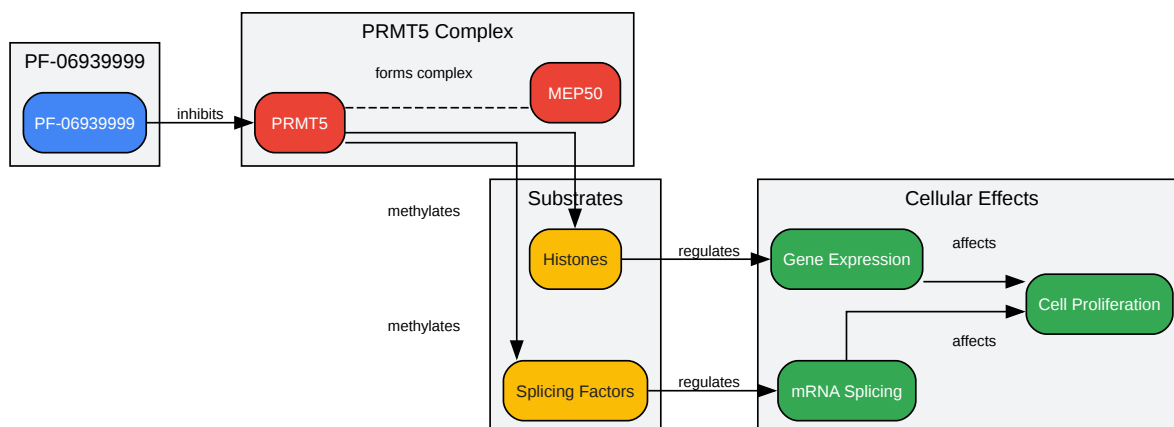 PRMT5 Complex
PF-06939999
forms complex
MEP50
PF-06939999
inhibits
PRMT5
Substrates
Cellular Effects
methylates
Histones
regulates
Gene Expression
affects
Cell Proliferation
methylates
affects
Splicing Factors
regulates
mRNA Splicing